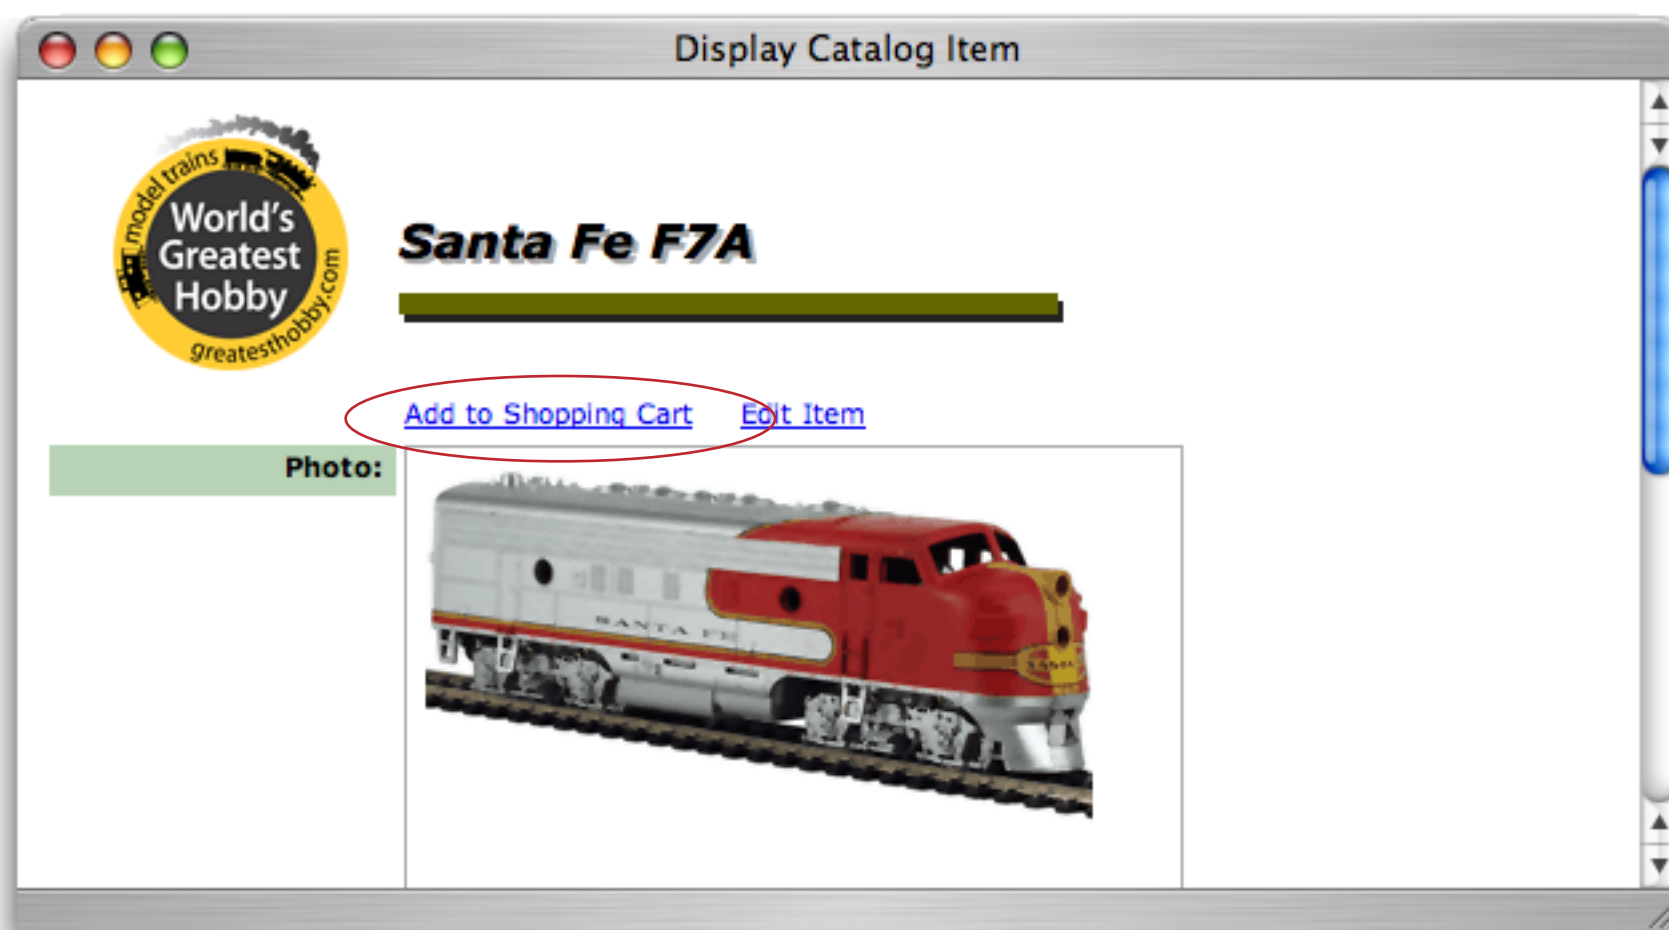 Display Catalog Item
model trains
World's
Greatest
Hobby
greatesthobby.com
Santa Fe F7A
Add to Shopping Cart Edit Item
Photo:
SANTA FE
SANTA